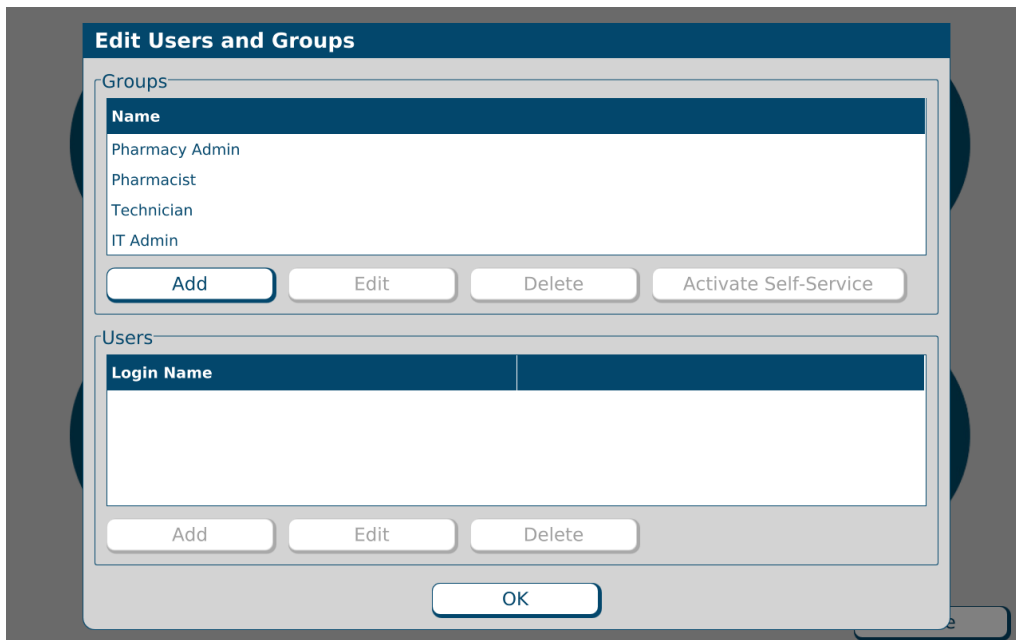 Edit Users and Groups
Groups
Name
Pharmacy Admin
Pharmacist
Technician
IT Admin
Add Edit Delete Activate Self-Service
Users
Login Name
Add Edit Delete
OK